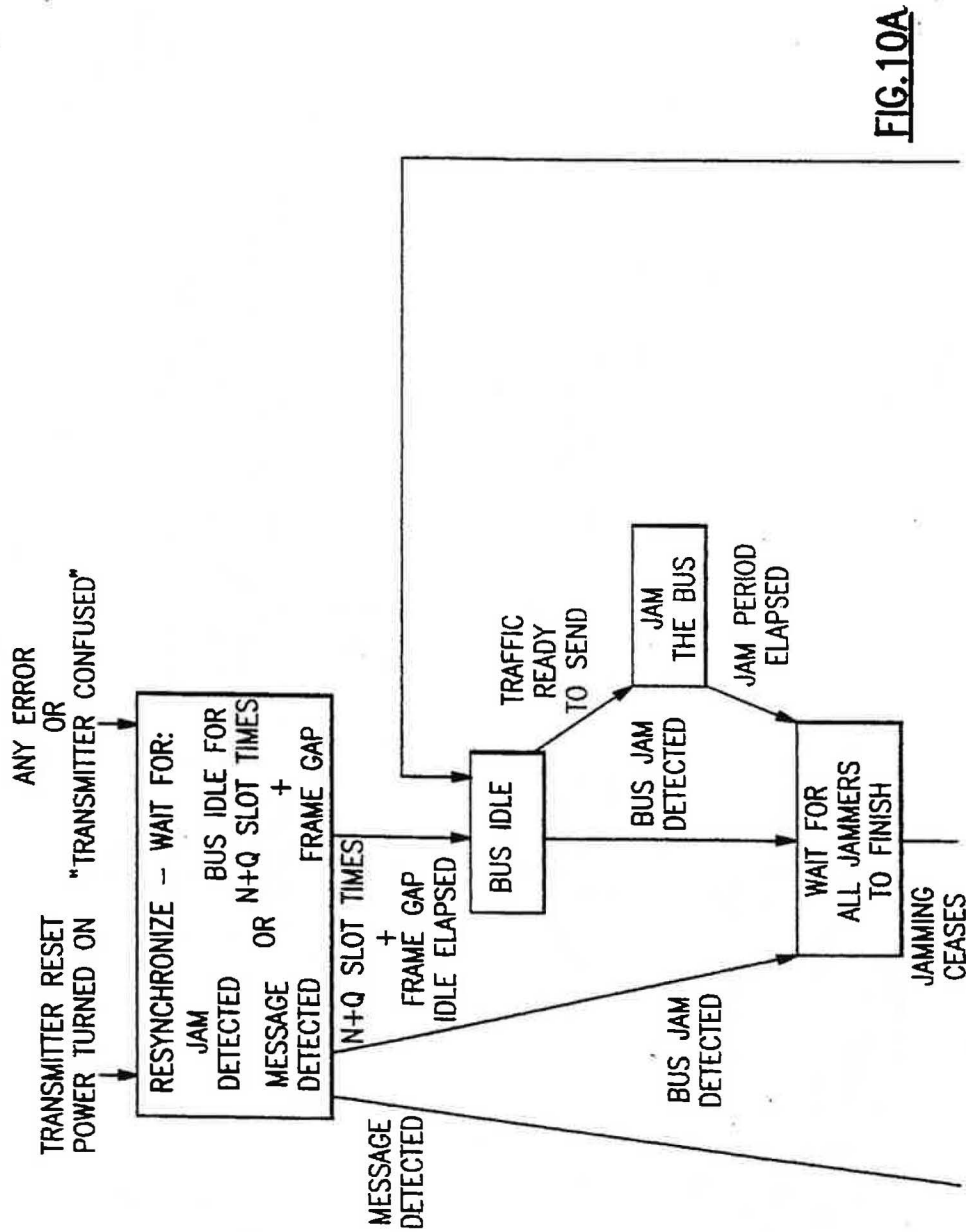 TRANSMITTER RESET
POWER TURNED ON
ANY ERROR
OR
"TRANSMITTER CONFUSED"
RESYNCHRONIZE – WAIT FOR:
JAM
DETECTED
OR
MESSAGE
DETECTED
BUS IDLE FOR
N+Q SLOT TIMES
+
FRAME GAP
MESSAGE
DETECTED
N+Q SLOT TIMES
+
FRAME GAP
IDLE ELAPSED
BUS IDLE
TRAFFIC
READY
TO SEND
JAM
THE BUS
BUS JAM
DETECTED
BUS JAM
DETECTED
JAM PERIOD
ELAPSED
WAIT FOR
ALL JAMMERS
TO FINISH
JAMMING
CEASES
FIG.10A